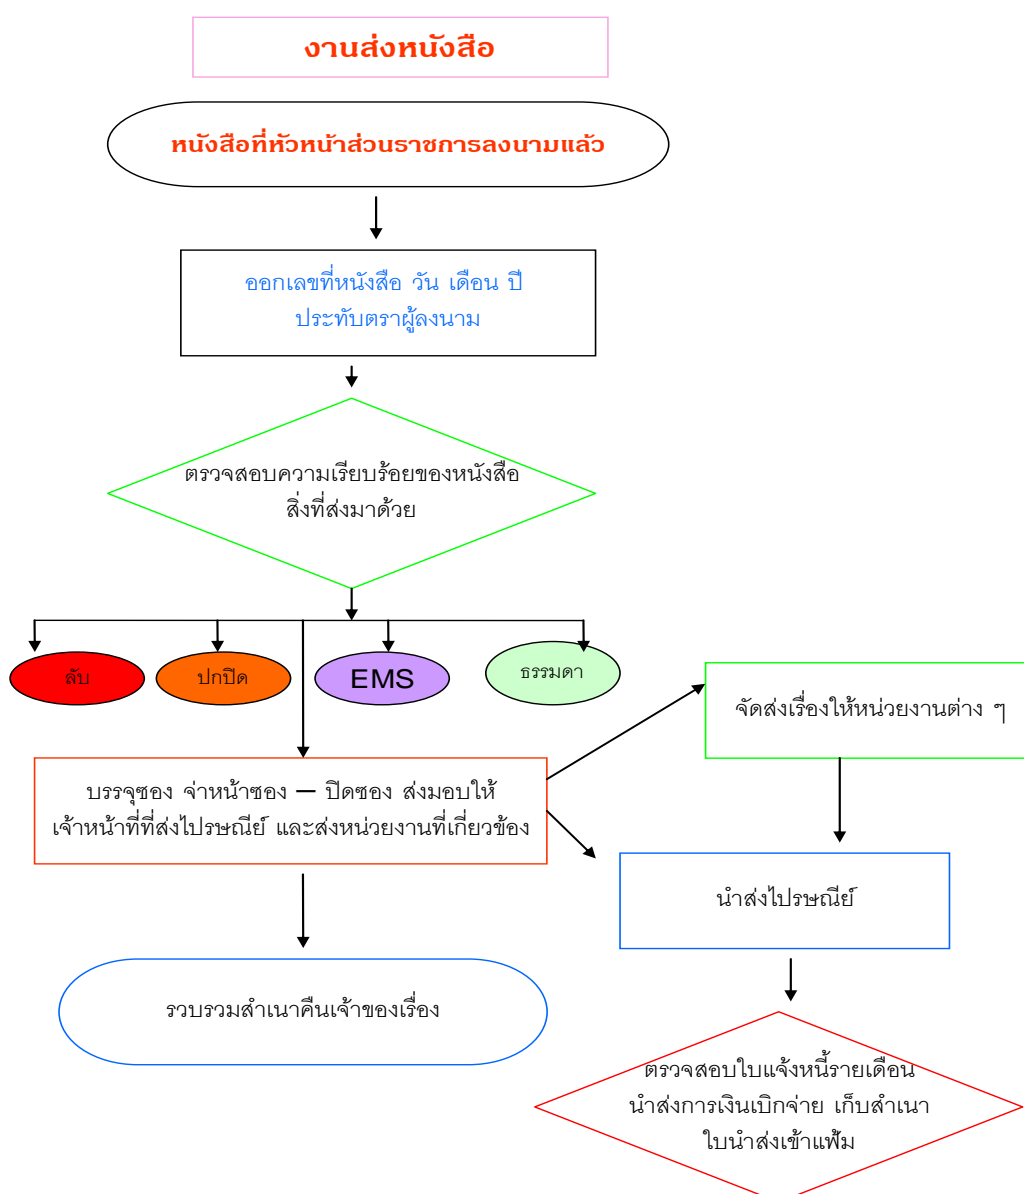 งานส่งหนังสือ
หนังสือที่หัวหน้าส่วนราชการลงนามแล้ว
ออกเลขที่หนังสือ วัน เดือน ปี
ประทับตราผู้ลงนาม
ตรวจสอบความเรียบร้อยของหนังสือ
สิ่งที่ส่งมาด้วย
ลับ
ปกปิด
EMS
ธรรมดา
จัดส่งเรื่องให้หน่วยงานต่าง ๆ
บรรจุซอง จ่าหน้าซอง – ปิดซอง ส่งมอบให้
เจ้าหน้าที่ที่ส่งไปรษณีย์ และส่งหน่วยงานที่เกี่ยวข้อง
นำส่งไปรษณีย์
รวบรวมสำเนาคืนเจ้าของเรื่อง
ตรวจสอบใบแจ้งหนี้รายเดือน
นำส่งการเงินเบิกจ่าย เก็บสำเนา
ใบนำส่งเข้าแฟ้ม